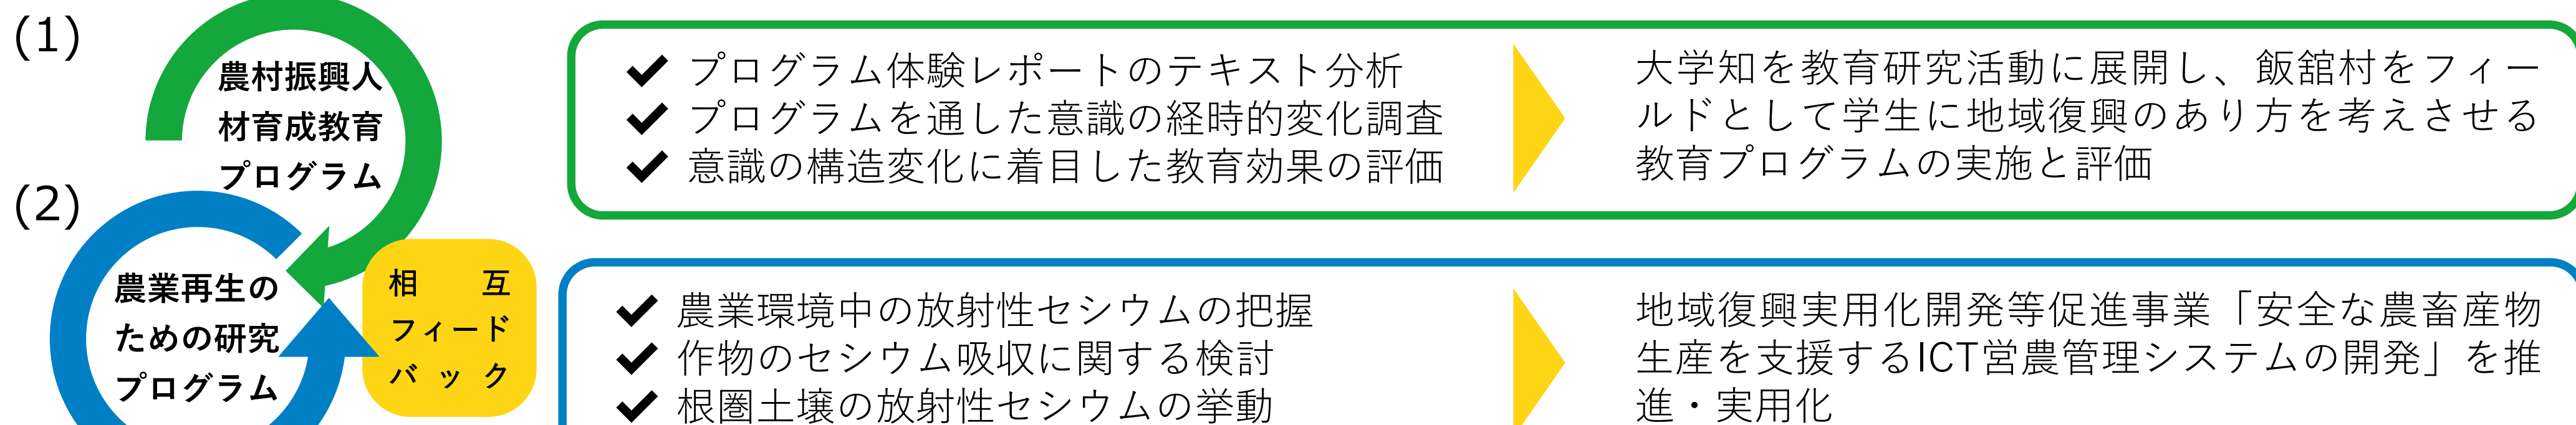 (1)
農村振興人
材育成教育
プログラム
✔ プログラム体験レポートのテキスト分析
✔ プログラムを通した意識の経時的変化調査
✔ 意識の構造変化に着目した教育効果の評価
大学知を教育研究活動に展開し、飯舘村をフィー
ルドとして学生に地域復興のあり方を考えさせる
教育プログラムの実施と評価
(2)
農業再生の
ための研究
プログラム
相互
フィード
バック
✔ 農業環境中の放射性セシウムの把握
✔ 作物のセシウム吸収に関する検討
✔ 根圏土壌の放射性セシウムの挙動
地域復興実用化開発等促進事業「安全な農畜産物
生産を支援するICT営農管理システムの開発」を推
進・実用化